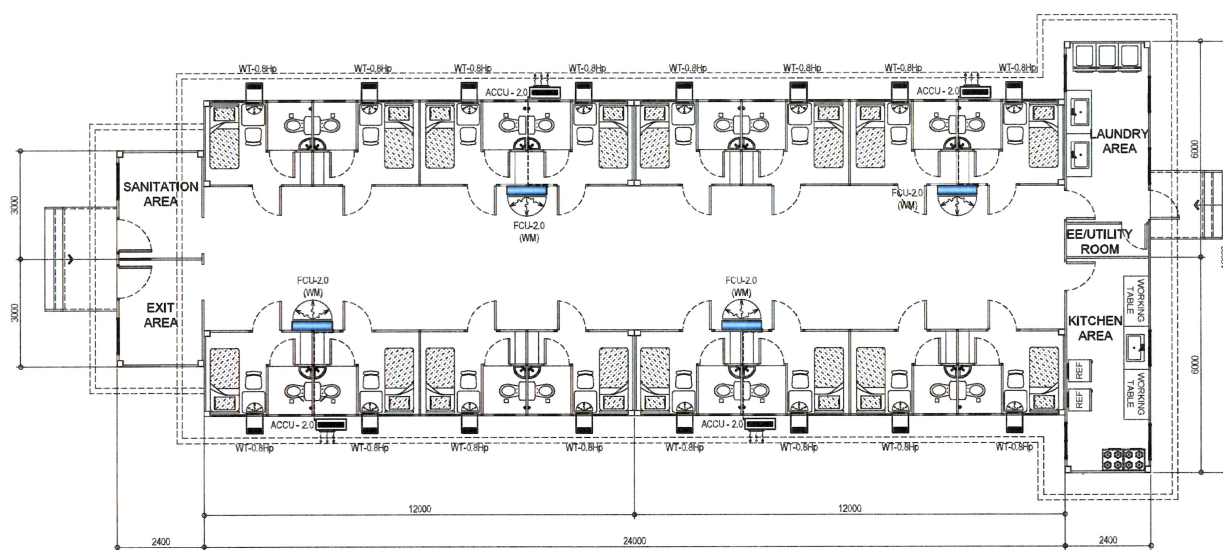 WT-0.8Hp
WT-0.8Hp
WT-0.8Hp
WT-0.8Hp
WT-0.8Hp
WT-0.8Hp
WT-0.8Hp
WT-0.8Hp
ACCU - 2.0
ACCU - 2.0
SANITATION
AREA
LAUNDRY
AREA
6000
3000
FCU-2.0
(WM)
FCU-2.0
(WM)
EE/UTILITY
ROOM
FCU-2.0
(WM)
FCU-2.0
(WM)
EXIT
AREA
3000
KITCHEN
AREA
WORKING
TABLE
REF
REF
WORKING
TABLE
6000
ACCU - 2.0
ACCU - 2.0
WT-0.8Hp
WT-0.8Hp
WT-0.8Hp
WT-0.8Hp
WT-0.8Hp
WT-0.8Hp
WT-0.8Hp
WT-0.8Hp
12000
12000
2400
24000
2400